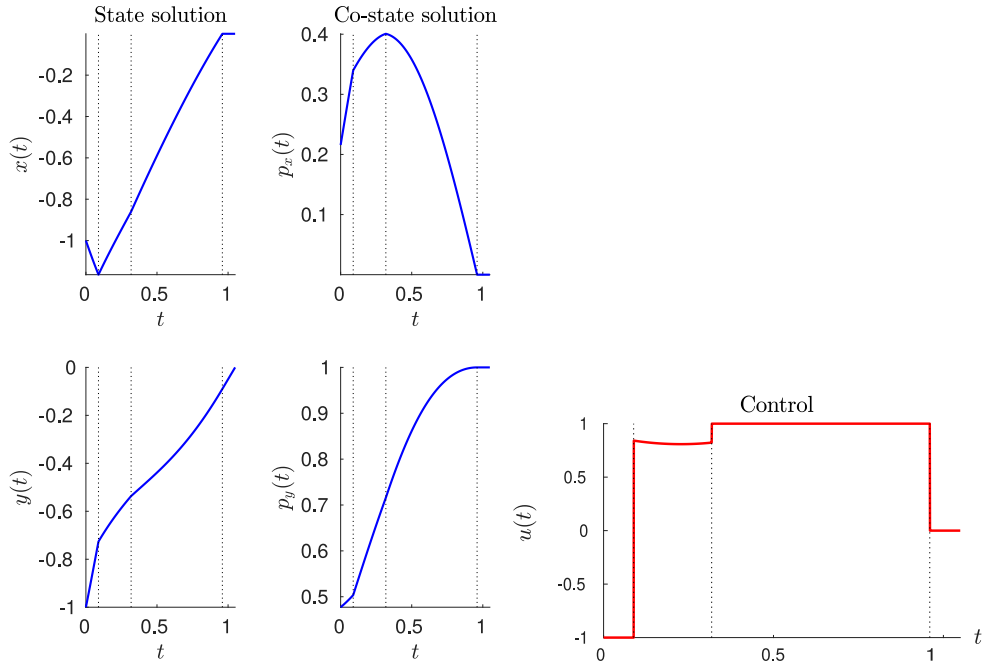 State solution
x(t)
-0.2
-0.4
-0.6
-0.8
-1
0 0.5 1
t
Co-state solution
p_x(t)
0.4
0.3
0.2
0.1
0 0.5 1
t
y(t)
0
-0.2
-0.4
-0.6
-0.8
-1
0 0.5 1
t
p_y(t)
1
0.9
0.8
0.7
0.6
0.5
0 0.5 1
t
Control
u(t)
1
0.5
0
-0.5
-1
0 0.5 1
t